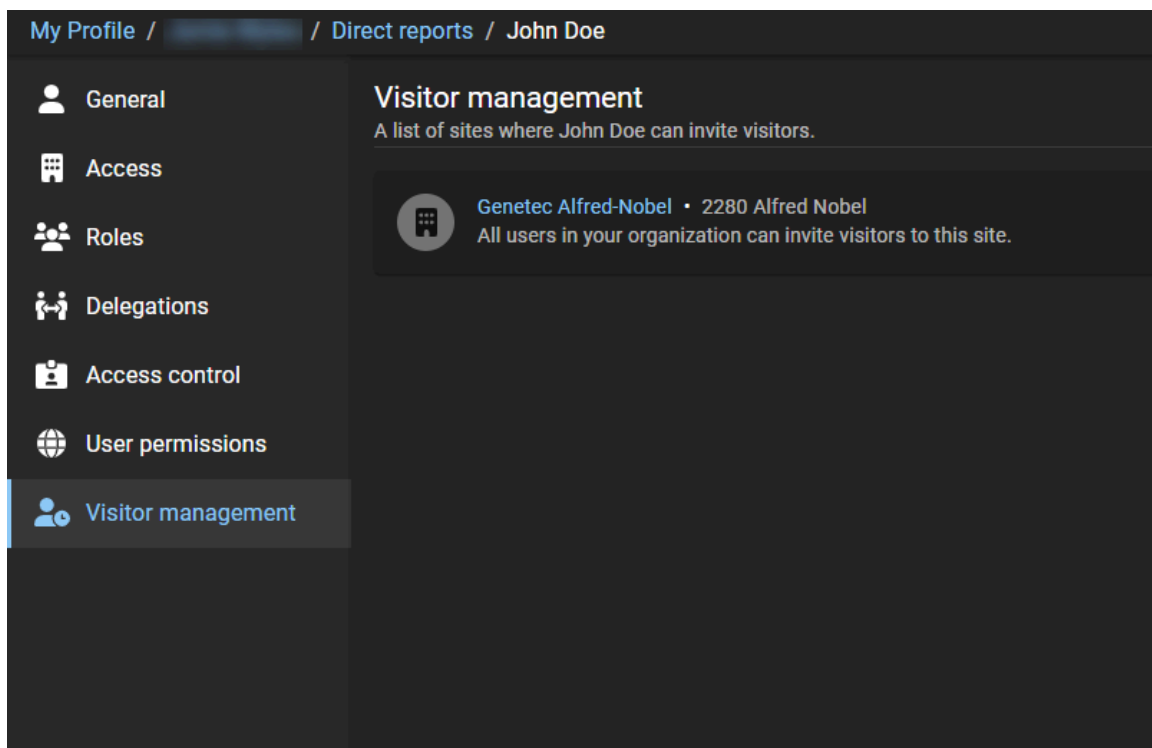 My Profile / / Direct reports / John Doe
General
Access
Roles
Delegations
Access control
User permissions
Visitor management
Visitor management
A list of sites where John Doe can invite visitors.
Genetec Alfred-Nobel • 2280 Alfred Nobel
All users in your organization can invite visitors to this site.